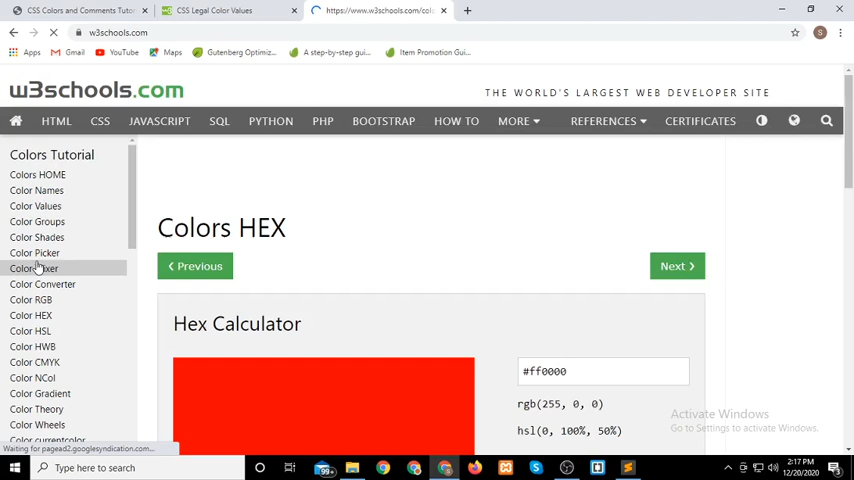 CSS Colors and Comments Tutor
CSS Legal Color Values
https://www.w3schools.com/colo
w3schools.com
Apps
Gmail
YouTube
Maps
Gutenberg Optimiz...
A step-by-step guid...
Item Promotion Gui...
w3schools.com
THE WORLD'S LARGEST WEB DEVELOPER SITE
HTML
CSS
JAVASCRIPT
SQL
PYTHON
PHP
BOOTSTRAP
HOW TO
MORE
REFERENCES
CERTIFICATES
Colors Tutorial
Colors HOME
Color Names
Color Values
Color Groups
Color Shades
Color Picker
Color Mixer
Color Converter
Color RGB
Color HEX
Color HSL
Color HWB
Color CMYK
Color NCol
Color Gradient
Color Theory
Color Wheels
Color currentcolor
Colors HEX
❮ Previous
Next ❯
Hex Calculator
#ff0000
rgb(255, 0, 0)
hsl(0, 100%, 50%)
Activate Windows
Go to Settings to activate Windows.
Waiting for pagead2.googlesyndication.com...
Type here to search
99+
2:17 PM
12/20/2020
3